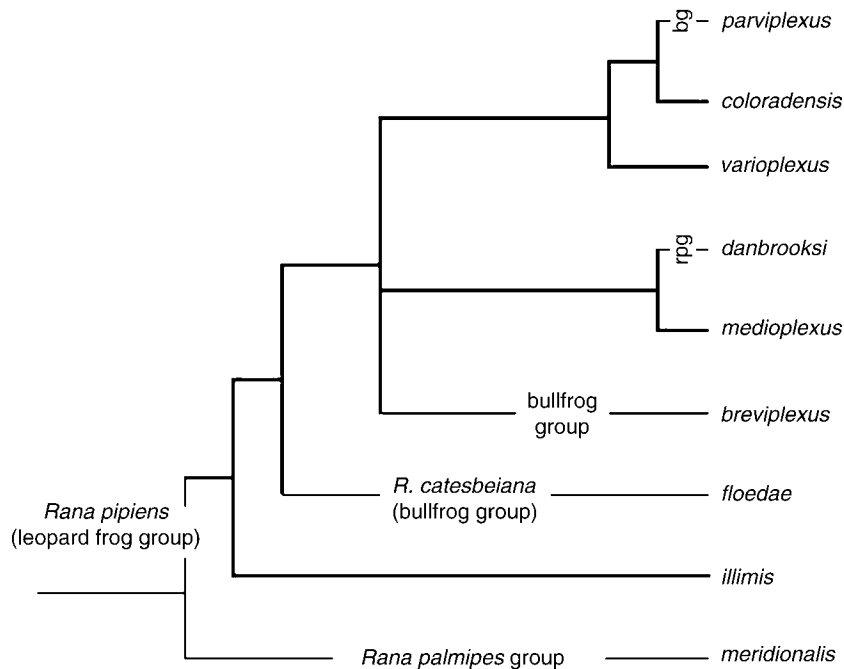 bg
parviplexus
coloradensis
varioplexus
rpg
danbrooksi
medioplexus
bullfrog
group
breviplexus
R. catesbeiana
(bullfrog group)
floedae
Rana pipiens
(leopard frog group)
illimis
Rana palmipes group
meridionalis